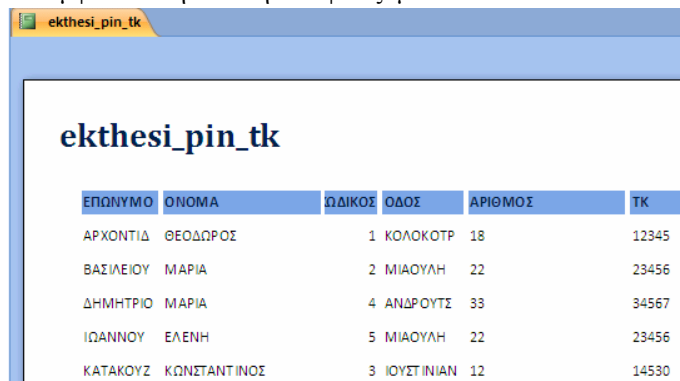 ekthesi_pin_tk
ekthesi_pin_tk
ΕΠΩΝΥΜΟ ΟΝΟΜΑ ΩΔΙΚΟΣ ΟΔΟΣ ΑΡΙΘΜΟΣ ΤΚ
ΑΡΧΟΝΤΙΔ ΘΕΟΔΩΡΟΣ 1 ΚΟΛΟΚΟΤΡ 18 12345
ΒΑΣΙΛΕΙΟΥ ΜΑΡΙΑ 2 ΜΙΑΟΥΛΗ 22 23456
ΔΗΜΗΤΡΙΟ ΜΑΡΙΑ 4 ΑΝΔΡΟΥΤΣ 33 34567
ΙΩΑΝΝΟΥ ΕΛΕΝΗ 5 ΜΙΑΟΥΛΗ 22 23456
ΚΑΤΑΚΟΥΖ ΚΩΝΣΤΑΝΤΙΝΟΣ 3 ΙΟΥΣΤΙΝΙΑΝ 12 14530